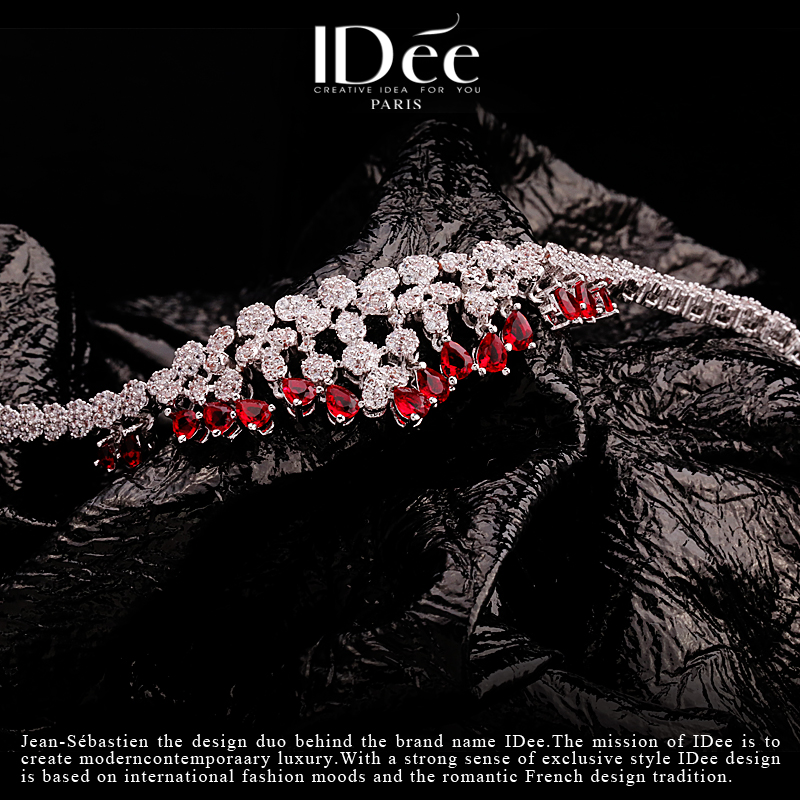 IDée
CREATIVE IDEA FOR YOU
PARIS
Jean-Sébastien the design duo behind the brand name IDee.The mission of IDee is to
create moderncontemporaary luxury.With a strong sense of exclusive style IDee design
is based on international fashion moods and the romantic French design tradition.